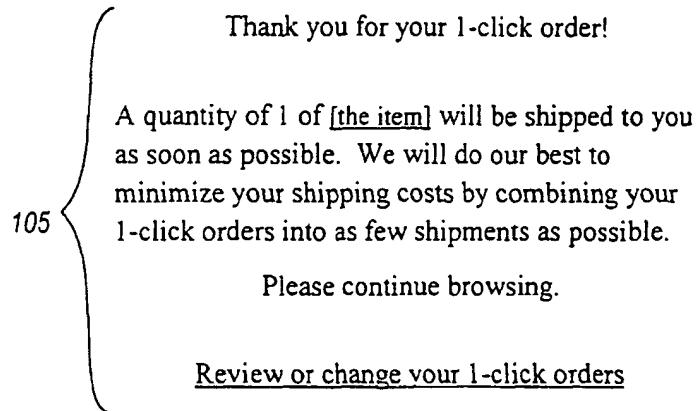 Thank you for your 1-click order!
A quantity of 1 of [the item] will be shipped to you
as soon as possible. We will do our best to
minimize your shipping costs by combining your
1-click orders into as few shipments as possible.
105
Please continue browsing.
Review or change your 1-click orders